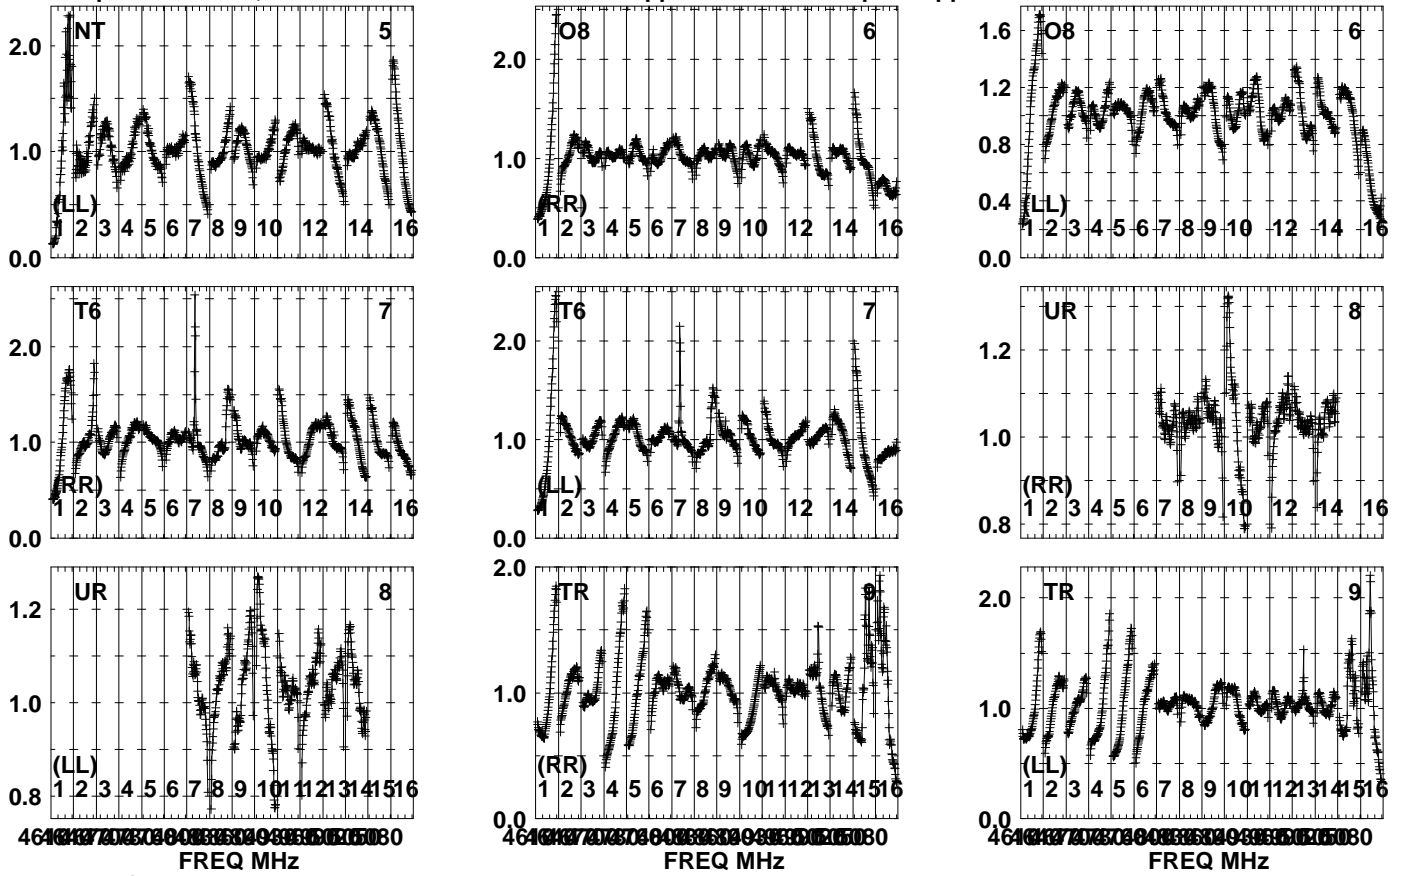 NT 5
2.0
1.0
0.0
(LL)
1 2 3 4 5 6 7 8 9 10 12 14 16
O8 6
2.0
1.0
0.0
(RR)
1 2 3 4 5 6 7 8 9 10 12 14 16
O8 6
1.6
1.2
0.8
0.4
0.0
(LL)
1 2 3 4 5 6 7 8 9 10 12 14 16
T6 7
2.0
1.0
0.0
(RR)
1 2 3 4 5 6 7 8 9 10 12 14 16
T6 7
2.0
1.0
0.0
(LL)
1 2 3 4 5 6 7 8 9 10 12 14 16
UR 8
1.2
1.0
0.8
(RR)
1 2 3 4 5 6 7 8 9 10 12 14 16
UR 8
1.2
1.0
0.8
(LL)
1 2 3 4 5 6 7 8 9 10 11 12 13 14 15 16
FREQ MHz
TR 9
2.0
1.0
0.0
(RR)
1 2 3 4 5 6 7 8 9 10 11 12 13 14 15 16
FREQ MHz
TR 9
2.0
1.0
0.0
(LL)
1 2 3 4 5 6 7 8 9 10 11 12 13 14 15 16
FREQ MHz